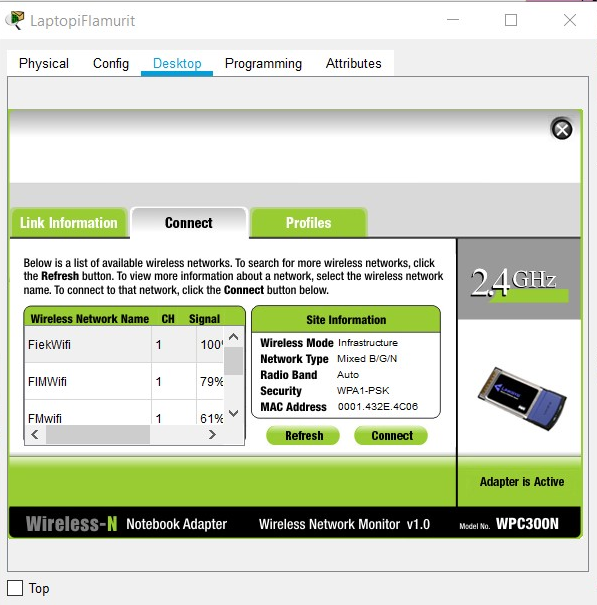 LaptopiFlamurit
Physical Config Desktop Programming Attributes
Link Information Connect Profiles
Below is a list of available wireless networks. To search for more wireless networks, click
the Refresh button. To view more information about a network, select the wireless network
name. To connect to that network, click the Connect button below.
2.4GHz
Wireless Network Name CH Signal
FiekWifi 1 100%
FIMWifi 1 79%
FMwifi 1 61%
Site Information
Wireless Mode Infrastructure
Network Type Mixed B/G/N
Radio Band Auto
Security WPA1-PSK
MAC Address 0001.432E.4C06
Refresh Connect
Adapter is Active
Wireless-N Notebook Adapter Wireless Network Monitor v1.0 Model No. WPC300N
Top